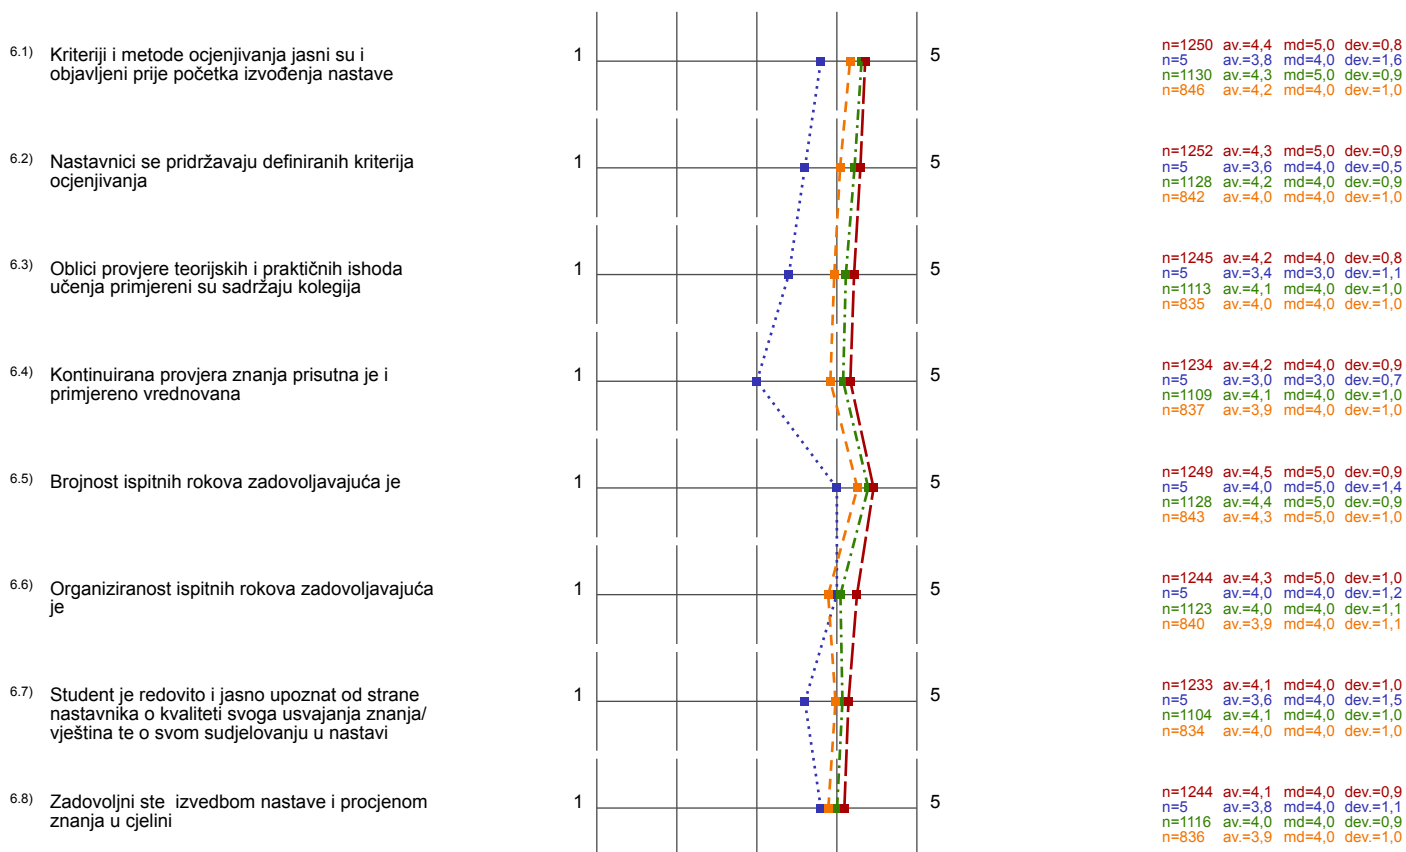 6.1) Kriteriji i metode ocjenjivanja jasni su i
objavljeni prije početka izvođenja nastave
1
5
n=1250 av.=4,4 md=5,0 dev.=0,8
n=5 av.=3,8 md=4,0 dev.=1,6
n=1130 av.=4,3 md=5,0 dev.=0,9
n=846 av.=4,2 md=4,0 dev.=1,0
6.2) Nastavnici se pridržavaju definiranih kriterija
ocjenjivanja
1
5
n=1252 av.=4,3 md=5,0 dev.=0,9
n=5 av.=3,6 md=4,0 dev.=0,5
n=1128 av.=4,2 md=4,0 dev.=0,9
n=842 av.=4,0 md=4,0 dev.=1,0
6.3) Oblici provjere teorijskih i praktičnih ishoda
učenja primjereni su sadržaju kolegija
1
5
n=1245 av.=4,2 md=4,0 dev.=0,8
n=5 av.=3,4 md=3,0 dev.=1,1
n=1113 av.=4,1 md=4,0 dev.=1,0
n=835 av.=4,0 md=4,0 dev.=1,0
6.4) Kontinuirana provjera znanja prisutna je i
primjereno vrednovana
1
5
n=1234 av.=4,2 md=4,0 dev.=0,9
n=5 av.=3,0 md=3,0 dev.=0,7
n=1109 av.=4,1 md=4,0 dev.=1,0
n=837 av.=3,9 md=4,0 dev.=1,0
6.5) Brojnost ispitnih rokova zadovoljavajuća je
1
5
n=1249 av.=4,5 md=5,0 dev.=0,9
n=5 av.=4,0 md=5,0 dev.=1,4
n=1128 av.=4,4 md=5,0 dev.=0,9
n=843 av.=4,3 md=5,0 dev.=1,0
6.6) Organiziranost ispitnih rokova zadovoljavajuća
je
1
5
n=1244 av.=4,3 md=5,0 dev.=1,0
n=5 av.=4,0 md=4,0 dev.=1,2
n=1123 av.=4,0 md=4,0 dev.=1,1
n=840 av.=3,9 md=4,0 dev.=1,1
6.7) Student je redovito i jasno upoznat od strane
nastavnika o kvaliteti svoga usvajanja znanja/
vještina te o svom sudjelovanju u nastavi
1
5
n=1233 av.=4,1 md=4,0 dev.=1,0
n=5 av.=3,6 md=4,0 dev.=1,5
n=1104 av.=4,1 md=4,0 dev.=1,0
n=834 av.=4,0 md=4,0 dev.=1,0
6.8) Zadovoljni ste izvedbom nastave i procjenom
znanja u cjelini
1
5
n=1244 av.=4,1 md=4,0 dev.=0,9
n=5 av.=3,8 md=4,0 dev.=1,1
n=1116 av.=4,0 md=4,0 dev.=0,9
n=836 av.=3,9 md=4,0 dev.=1,0